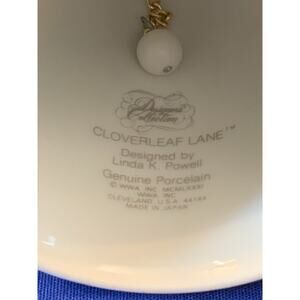 Designers
Collection
CLOVERLEAF LANE™
Designed by
Linda K. Powell
Genuine Porcelain
© WWA INC MCMLXXXI
WWA INC.
CLEVELAND, U.S.A. 44144
MADE IN JAPAN